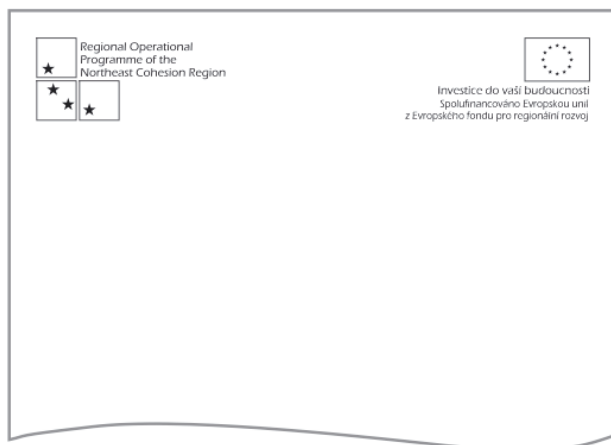 Regional Operational
Programme of the
Northeast Cohesion Region
Investice do vaší budoucnosti
Spolufinancováno Evropskou unií
z Evropského fondu pro regionální rozvoj